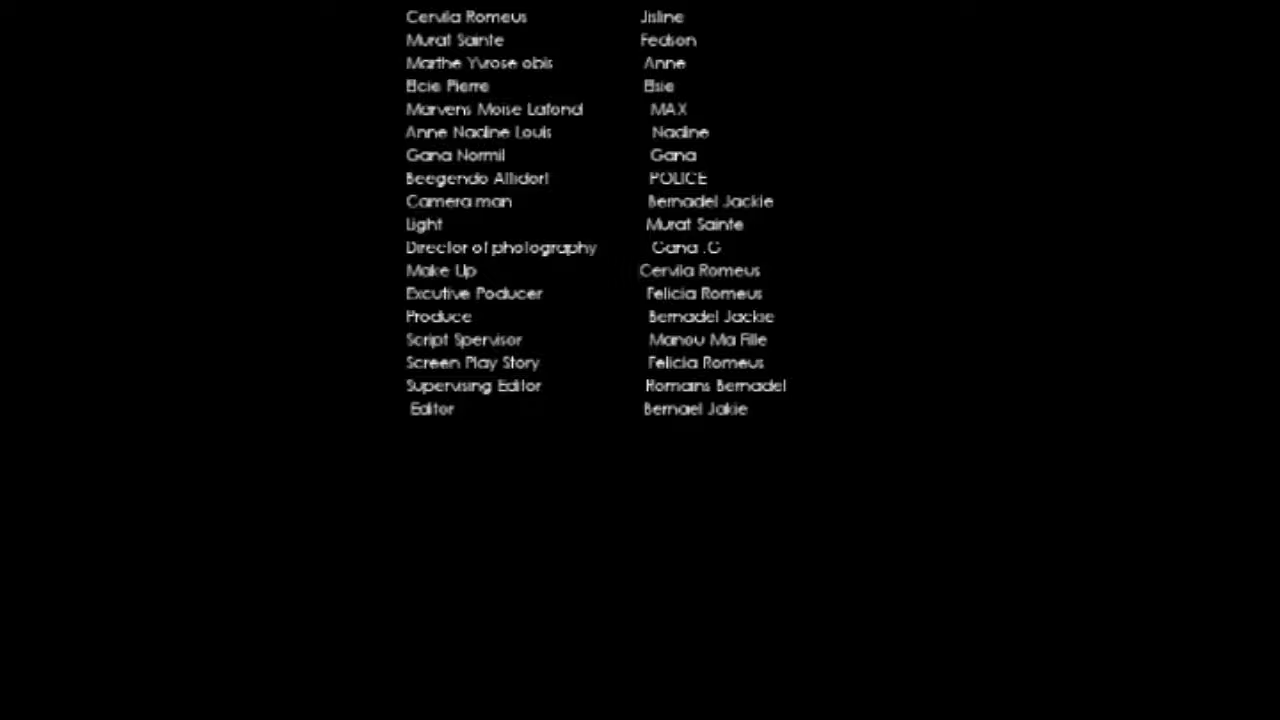 Cervila Romeus Jisline
Murat Sainte Fedson
Marthe Yvrose obis Anne
Elcie Pierre Elsie
Marvens Moise Lafond MAX
Anne Nadine Louis Nadine
Gana Normil Gana
Beegendo Allidorf POLICE
Camera man Bernadel Jackie
Light Murat Sainte
Director of photography Gana .G
Make Up Cervila Romeus
Excutive Poducer Felicia Romeus
Produce Bernadel Jackie
Script Spervisor Manou Ma Fille
Screen Play Story Felicia Romeus
Supervising Editor Romans Bernadel
Editor Bernael Jakie